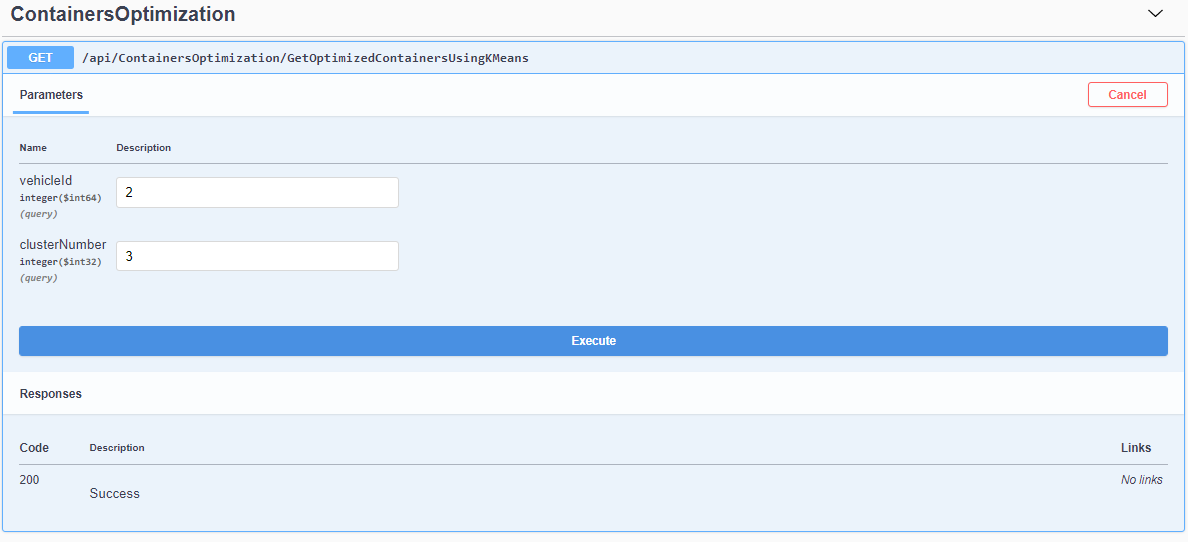 ContainersOptimization
GET /api/ContainersOptimization/GetOptimizedContainersUsingKMeans
Parameters Cancel
Name Description
vehicleId
integer($int64)
(query)
2
clusterNumber
integer($int32)
(query)
3
Execute
Responses
Code Description Links
200 No links
Success